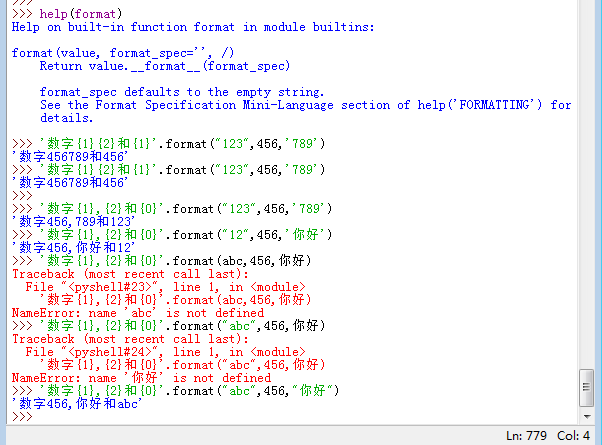 >>>
>>> help(format)
Help on built-in function format in module builtins:
format(value, format_spec='', /)
    Return value.__format__(format_spec)
    format_spec defaults to the empty string.
    See the Format Specification Mini-Language section of help('FORMATTING') for
    details.
>>> '数字{1}{2}和{1}'.format("123",456,'789')
'数字456789和456'
>>> '数字{1}{2}和{1}'.format("123",456,'789')
'数字456789和456'
>>>
>>> '数字{1},{2}和{0}'.format("123",456,'789')
'数字456,789和123'
>>> '数字{1},{2}和{0}'.format("12",456,'你好')
'数字456,你好和12'
>>> '数字{1},{2}和{0}'.format(abc,456,你好)
Traceback (most recent call last):
  File "<pyshell#23>", line 1, in <module>
    '数字{1},{2}和{0}'.format(abc,456,你好)
NameError: name 'abc' is not defined
>>> '数字{1},{2}和{0}'.format("abc",456,你好)
Traceback (most recent call last):
  File "<pyshell#24>", line 1, in <module>
    '数字{1},{2}和{0}'.format("abc",456,你好)
NameError: name '你好' is not defined
>>> '数字{1},{2}和{0}'.format("abc",456,"你好")
'数字456,你好和abc'
>>>
Ln: 779 Col: 4